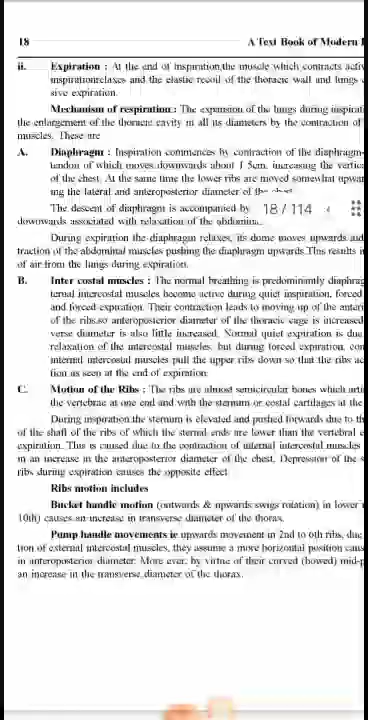 18 A Text Book of Modern
ii. Expiration : At the end of inspiration,the muscle which contracts
inspirationrelaxes and the elastic recoil of the thoracic wall and lungs
sive expiration.
Mechanism of respiration : The expansion of the lungs during
the enlargement of the thoracic cavity in all its diameters by the contraction of
muscles. These are
A. Diaphragm : Inspiration commences by contraction of the diaphragm-
tendon of which moves downwards about 1 5cm, increasing the
of the chest. At the same time the lower ribs are moved somewhat
ing the lateral and anteroposterior diameter of
The descent of diaphragm is accompanied by 18 / 114
downwards associated with relaxation of the
During expiration the diaphragm relaxes, its dome moves upwards
traction of the abdominal muscles pushing the diaphragm upwards.This results
of air from the lungs during expiration.
B. Inter costal muscles : The normal breathing is predominantly
ternal intercostal muscles become active during quiet inspiration, forced
and forced expiration. Their contraction leads to moving up of the
of the ribs,so anteroposterior diameter of the thoracic cage is increased
verse diameter is also little increased. Normal quiet expiration is due
relaxation of the intercostal muscles, but during forced expiration,
internal intercostal muscles pull the upper ribs down so that the ribs
tion as seen at the end of expiration.
C. Motion of the Ribs : The ribs are almost semicircular bones which
the vertebrae at one end and with the sternum or costal cartilages at the
During inspiration the sternum is elevated and pushed forwards due to
of the shaft of the ribs of which the sternal ends are lower than the vertebral
expiration. This is caused due to the contraction of internal intercostal muscles
in an increase in the anteroposterior diameter of the chest. Depression of the
ribs during expiration causes the opposite effect
Ribs motion includes
Bucket handle motion (outwards & upwards swigs rotation) in lower
10th) causes an increase in transverse diameter of the thorax.
Pump handle movements ie upwards movement in 2nd to 6th ribs, due
tion of external intercostal muscles, they assume a more horizontal position
in anteroposterior diameter. More ever, by virtue of their curved (bowed)
an increase in the transverse diameter of the thorax.